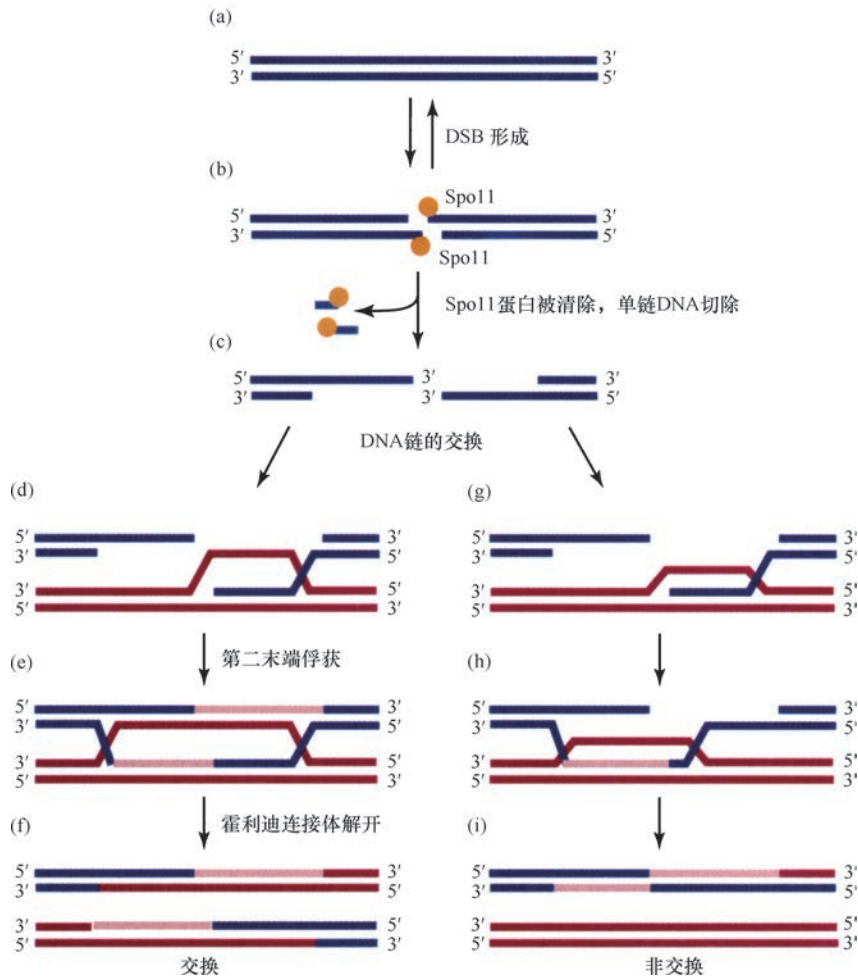 (a)
5′ 3′
3′ 5′
DSB 形成
(b)
Spo11
5′ 3′
3′ 5′
Spo11
Spo11蛋白被清除，单链DNA切除
(c)
5′ 3′ 3′
3′ 3′ 5′
DNA链的交换
(d) (g)
5′ 3′ 5′ 3′
3′ 5′ 3′ 5′
3′ 5′ 3′ 5′
5′ 3′ 5′ 3′
第二末端俘获
(e) (h)
5′ 3′ 5′ 3′
3′ 5′ 3′ 5′
3′ 5′ 3′ 5′
5′ 3′ 5′ 3′
霍利迪连接体解开
(f) (i)
5′ 3′ 5′ 3′
3′ 5′ 3′ 5′
3′ 5′ 3′ 5′
5′ 3′ 5′ 3′
交换 非交换